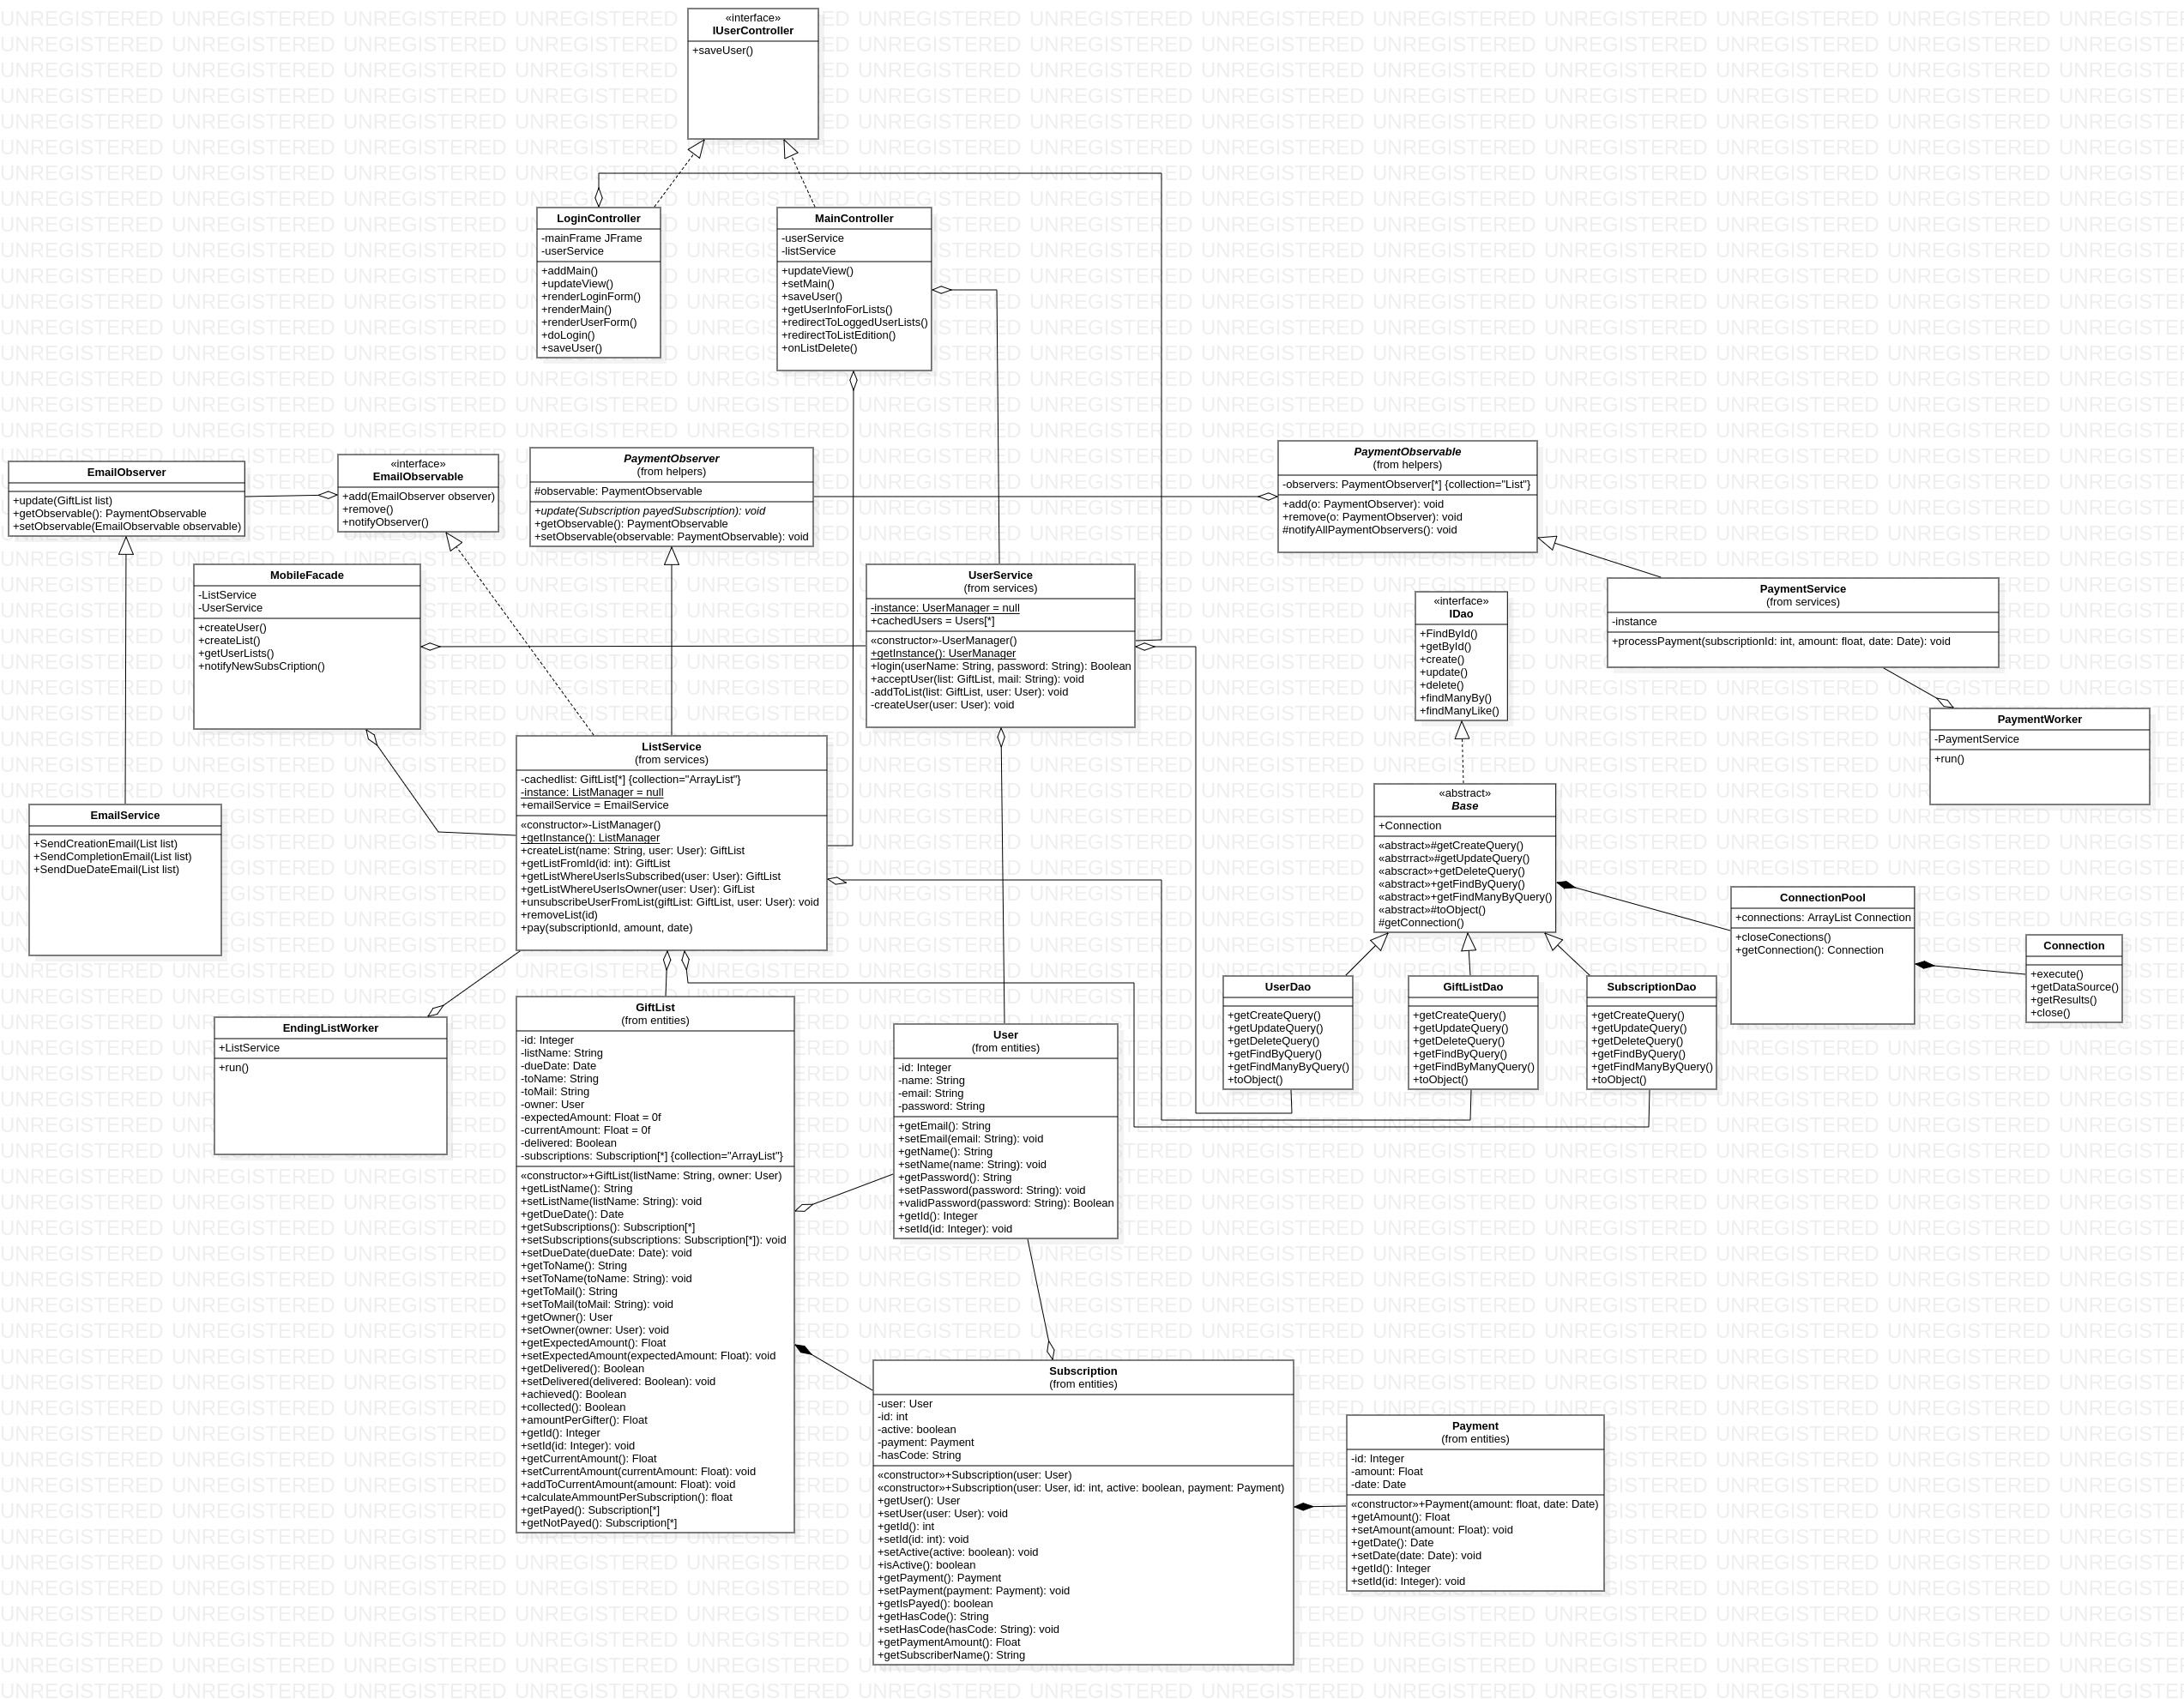 «interface»
IUserController
+saveUser()
LoginController
-mainFrame JFrame
-userService
+addMain()
+updateView()
+renderLoginForm()
+renderMain()
+renderUserForm()
+doLogin()
+saveUser()
MainController
-userService
-listService
+updateView()
+setMain()
+saveUser()
+getUserInfoForLists()
+redirectToLoggedUserLists()
+redirectToListEdition()
+onListDelete()
EmailObserver
+update(GiftList list)
+getObservable(): PaymentObservable
+setObservable(EmailObservable observable)
«interface»
EmailObservable
+add(EmailObserver observer)
+remove()
+notifyObserver()
PaymentObserver
(from helpers)
#observable: PaymentObservable
+update(Subscription payedSubscription): void
+getObservable(): PaymentObservable
+setObservable(observable: PaymentObservable): void
PaymentObservable
(from helpers)
-observers: PaymentObserver[*] {collection="List"}
+add(o: PaymentObserver): void
+remove(o: PaymentObserver): void
#notifyAllPaymentObservers(): void
MobileFacade
-ListService
-UserService
+createUser()
+createList()
+getUserLists()
+notifyNewSubsCription()
UserService
(from services)
-instance: UserManager = null
+cachedUsers = Users[*]
«constructor»-UserManager()
+getInstance(): UserManager
+login(userName: String, password: String): Boolean
+acceptUser(list: GiftList, mail: String): void
-addToList(list: GiftList, user: User): void
-createUser(user: User): void
«interface»
IDao
+FindById()
+getById()
+create()
+update()
+delete()
+findManyBy()
+findManyLike()
PaymentService
(from services)
-instance
+processPayment(subscriptionId: int, amount: float, date: Date): void
PaymentWorker
-PaymentService
+run()
ListService
(from services)
-cachedlist: GiftList[*] {collection="ArrayList"}
-instance: ListManager = null
+emailService = EmailService
«constructor»-ListManager()
+getInstance(): ListManager
+createList(name: String, user: User): GiftList
+getListFromId(id: int): GiftList
+getListWhereUserIsSubscribed(user: User): GiftList
+getListWhereUserIsOwner(user: User): GifList
+unsubscribeUserFromList(giftList: GiftList, user: User): void
+removeList(id)
+pay(subscriptionId, amount, date)
EmailService
+SendCreationEmail(List list)
+SendCompletionEmail(List list)
+SendDueDateEmail(List list)
«abstract»
Base
+Connection
«abstract»#getCreateQuery()
«abstrract»#getUpdateQuery()
«abscract»+getDeleteQuery()
«abstract»+getFindByQuery()
«abstract»+getFindManyByQuery()
«abstract»#toObject()
#getConnection()
ConnectionPool
+connections: ArrayList Connection
+closeConections()
+getConnection(): Connection
Connection
+execute()
+getDataSource()
+getResults()
+close()
UserDao
+getCreateQuery()
+getUpdateQuery()
+getDeleteQuery()
+getFindByQuery()
+getFindManyByQuery()
+toObject()
GiftListDao
+getCreateQuery()
+getUpdateQuery()
+getDeleteQuery()
+getFindByQuery()
+getFindByManyQuery()
+toObject()
SubscriptionDao
+getCreateQuery()
+getUpdateQuery()
+getDeleteQuery()
+getFindByQuery()
+getFindManyByQuery()
+toObject()
EndingListWorker
+ListService
+run()
GiftList
(from entities)
-id: Integer
-listName: String
-dueDate: Date
-toName: String
-toMail: String
-owner: User
-expectedAmount: Float = 0f
-currentAmount: Float = 0f
-delivered: Boolean
-subscriptions: Subscription[*] {collection="ArrayList"}
«constructor»+GiftList(listName: String, owner: User)
+getListName(): String
+setListName(listName: String): void
+getDueDate(): Date
+getSubscriptions(): Subscription[*]
+setSubscriptions(subscriptions: Subscription[*]): void
+setDueDate(dueDate: Date): void
+getToName(): String
+setToName(toName: String): void
+getToMail(): String
+setToMail(toMail: String): void
+getOwner(): User
+setOwner(owner: User): void
+getExpectedAmount(): Float
+setExpectedAmount(expectedAmount: Float): void
+getDelivered(): Boolean
+setDelivered(delivered: Boolean): void
+achieved(): Boolean
+collected(): Boolean
+amountPerGifter(): Float
+getId(): Integer
+setId(id: Integer): void
+getCurrentAmount(): Float
+setCurrentAmount(currentAmount: Float): void
+addToCurrentAmount(amount: Float): void
+calculateAmmountPerSubscription(): float
+getPayed(): Subscription[*]
+getNotPayed(): Subscription[*]
User
(from entities)
-id: Integer
-name: String
-email: String
-password: String
+getEmail(): String
+setEmail(email: String): void
+getName(): String
+setName(name: String): void
+getPassword(): String
+setPassword(password: String): void
+validPassword(password: String): Boolean
+getId(): Integer
+setId(id: Integer): void
Subscription
(from entities)
-user: User
-id: int
-active: boolean
-payment: Payment
-hasCode: String
«constructor»+Subscription(user: User)
«constructor»+Subscription(user: User, id: int, active: boolean, payment: Payment)
+getUser(): User
+setUser(user: User): void
+getId(): int
+setId(id: int): void
+setActive(active: boolean): void
+isActive(): boolean
+getPayment(): Payment
+setPayment(payment: Payment): void
+getIsPayed(): boolean
+getHasCode(): String
+setHasCode(hasCode: String): void
+getPaymentAmount(): Float
+getSubscriberName(): String
Payment
(from entities)
-id: Integer
-amount: Float
-date: Date
«constructor»+Payment(amount: float, date: Date)
+getAmount(): Float
+setAmount(amount: Float): void
+getDate(): Date
+setDate(date: Date): void
+getId(): Integer
+setId(id: Integer): void